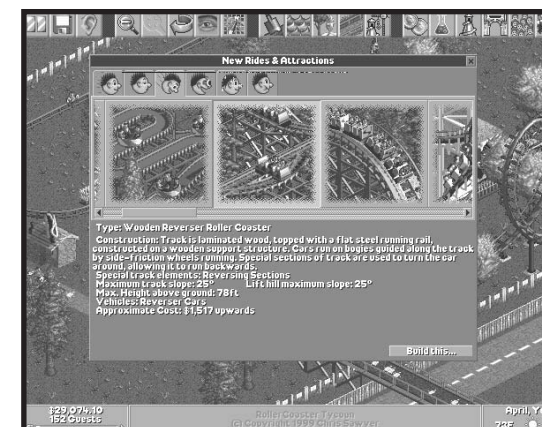 New Rides & Attractions
Type: Wooden Reverser Roller Coaster
Construction: Track is laminated wood, topped with a flat steel running rail,
constructed on a wooden support structure. Cars run on bogies guided along the track
by side-friction wheels running. Special sections of track are used to turn the car
around, allowing it to run backwards.
Special track elements: Reversing Sections
Maximum track slope: 25° Lift hill maximum slope: 25°
Max. Height above ground: 78ft
Vehicles: Reverser Cars
Approximate Cost: $1,517 upwards
Build this...
$29,074.10
152 Guests
RollerCoaster Tycoon
(c) Copyright 1999 Chris Sawyer
April, Y